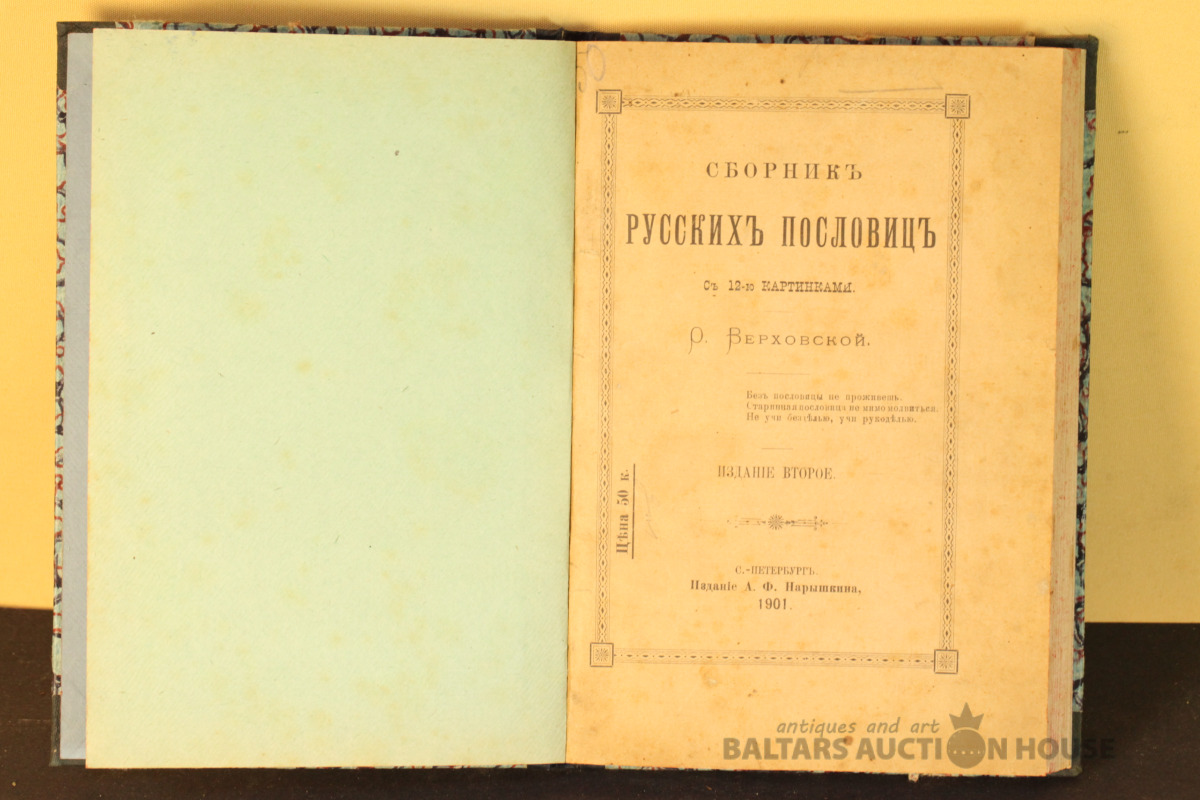 СБОРНИКЪ
РУССКИХЪ ПОСЛОВИЦЪ
Съ 12-ю КАРТИНКАМИ.
О. ВЕРХОВСКОЙ.
Безъ пословицы не проживешь.
Старинная пословица не мимо молвиться.
Не учи бездѣлью, учи рукодѣлью.
ИЗДАНІЕ ВТОРОЕ.
Цѣна 50 к.
С.-ПЕТЕРБУРГЪ.
Изданіе А. Ф. Нарышкина,
1901.
antiques and art
BALTARS AUCTION HOUSE